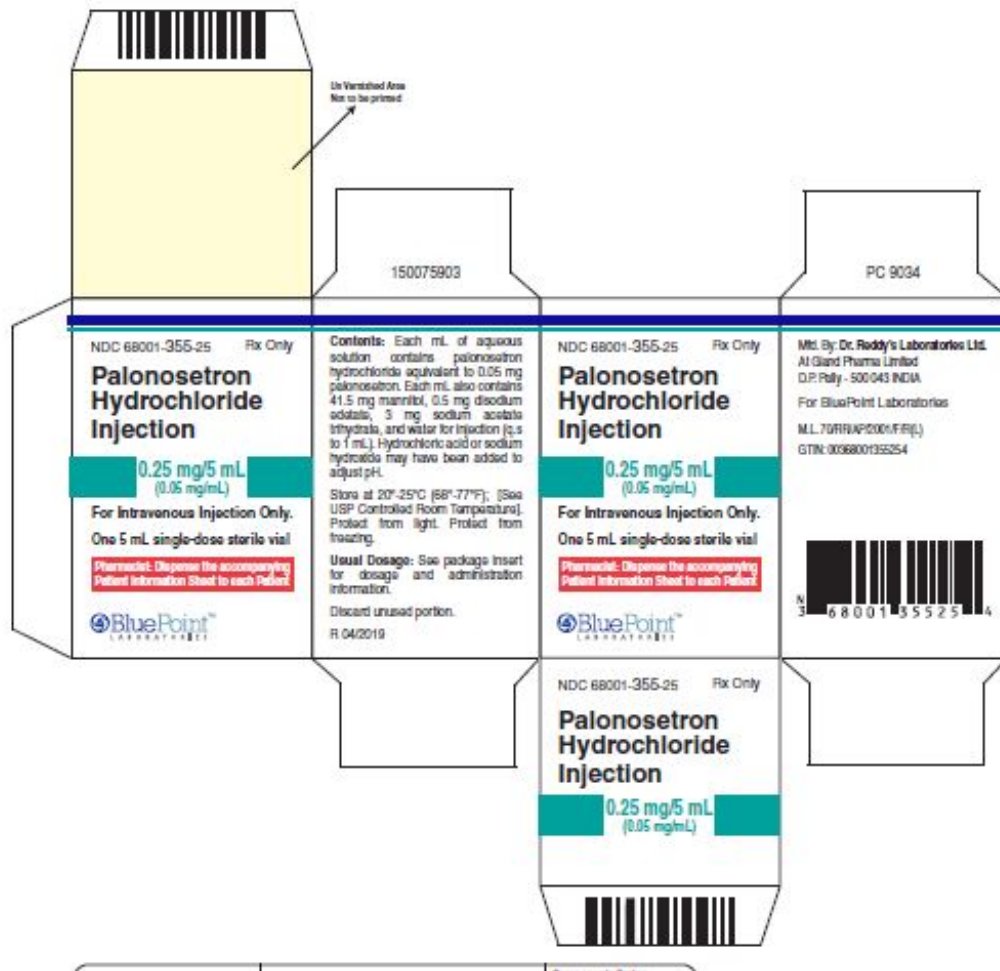 Un Varnished Area
Not to be printed
150075903
PC 9034
NDC 68001-355-25 Rx Only
Palonosetron
Hydrochloride
Injection
0.25 mg/5 mL
(0.05 mg/mL)
For Intravenous Injection Only.
One 5 mL single-dose sterile vial
Pharmacist: Dispense the accompanying
Patient Information Sheet to each Patient
BluePoint™
LABORATORIES
Contents: Each mL of aqueous
solution contains palonosetron
hydrochloride equivalent to 0.05 mg
palonosetron. Each mL also contains
41.5 mg mannitol, 0.5 mg disodium
edetate, 3 mg sodium acetate
trihydrate, and water for injection (q.s
to 1 mL). Hydrochloric acid or sodium
hydroxide may have been added to
adjust pH.
Store at 20°-25°C (68°-77°F); [See
USP Controlled Room Temperature].
Protect from light. Protect from
freezing.
Usual Dosage: See package insert
for dosage and administration
information.
Discard unused portion.
R 04/2019
NDC 68001-355-25 Rx Only
Palonosetron
Hydrochloride
Injection
0.25 mg/5 mL
(0.05 mg/mL)
For Intravenous Injection Only.
One 5 mL single-dose sterile vial
Pharmacist: Dispense the accompanying
Patient Information Sheet to each Patient
BluePoint™
LABORATORIES
Mfd. By: Dr. Reddy's Laboratories Ltd.
At Gland Pharma Limited
D.P. Pally - 500 043 INDIA
For BluePoint Laboratories
M.L. 70/RR/AP/2001/F/R(L)
GTIN: 00368001355254
N
3 68001 35525 4
NDC 68001-355-25 Rx Only
Palonosetron
Hydrochloride
Injection
0.25 mg/5 mL
(0.05 mg/mL)